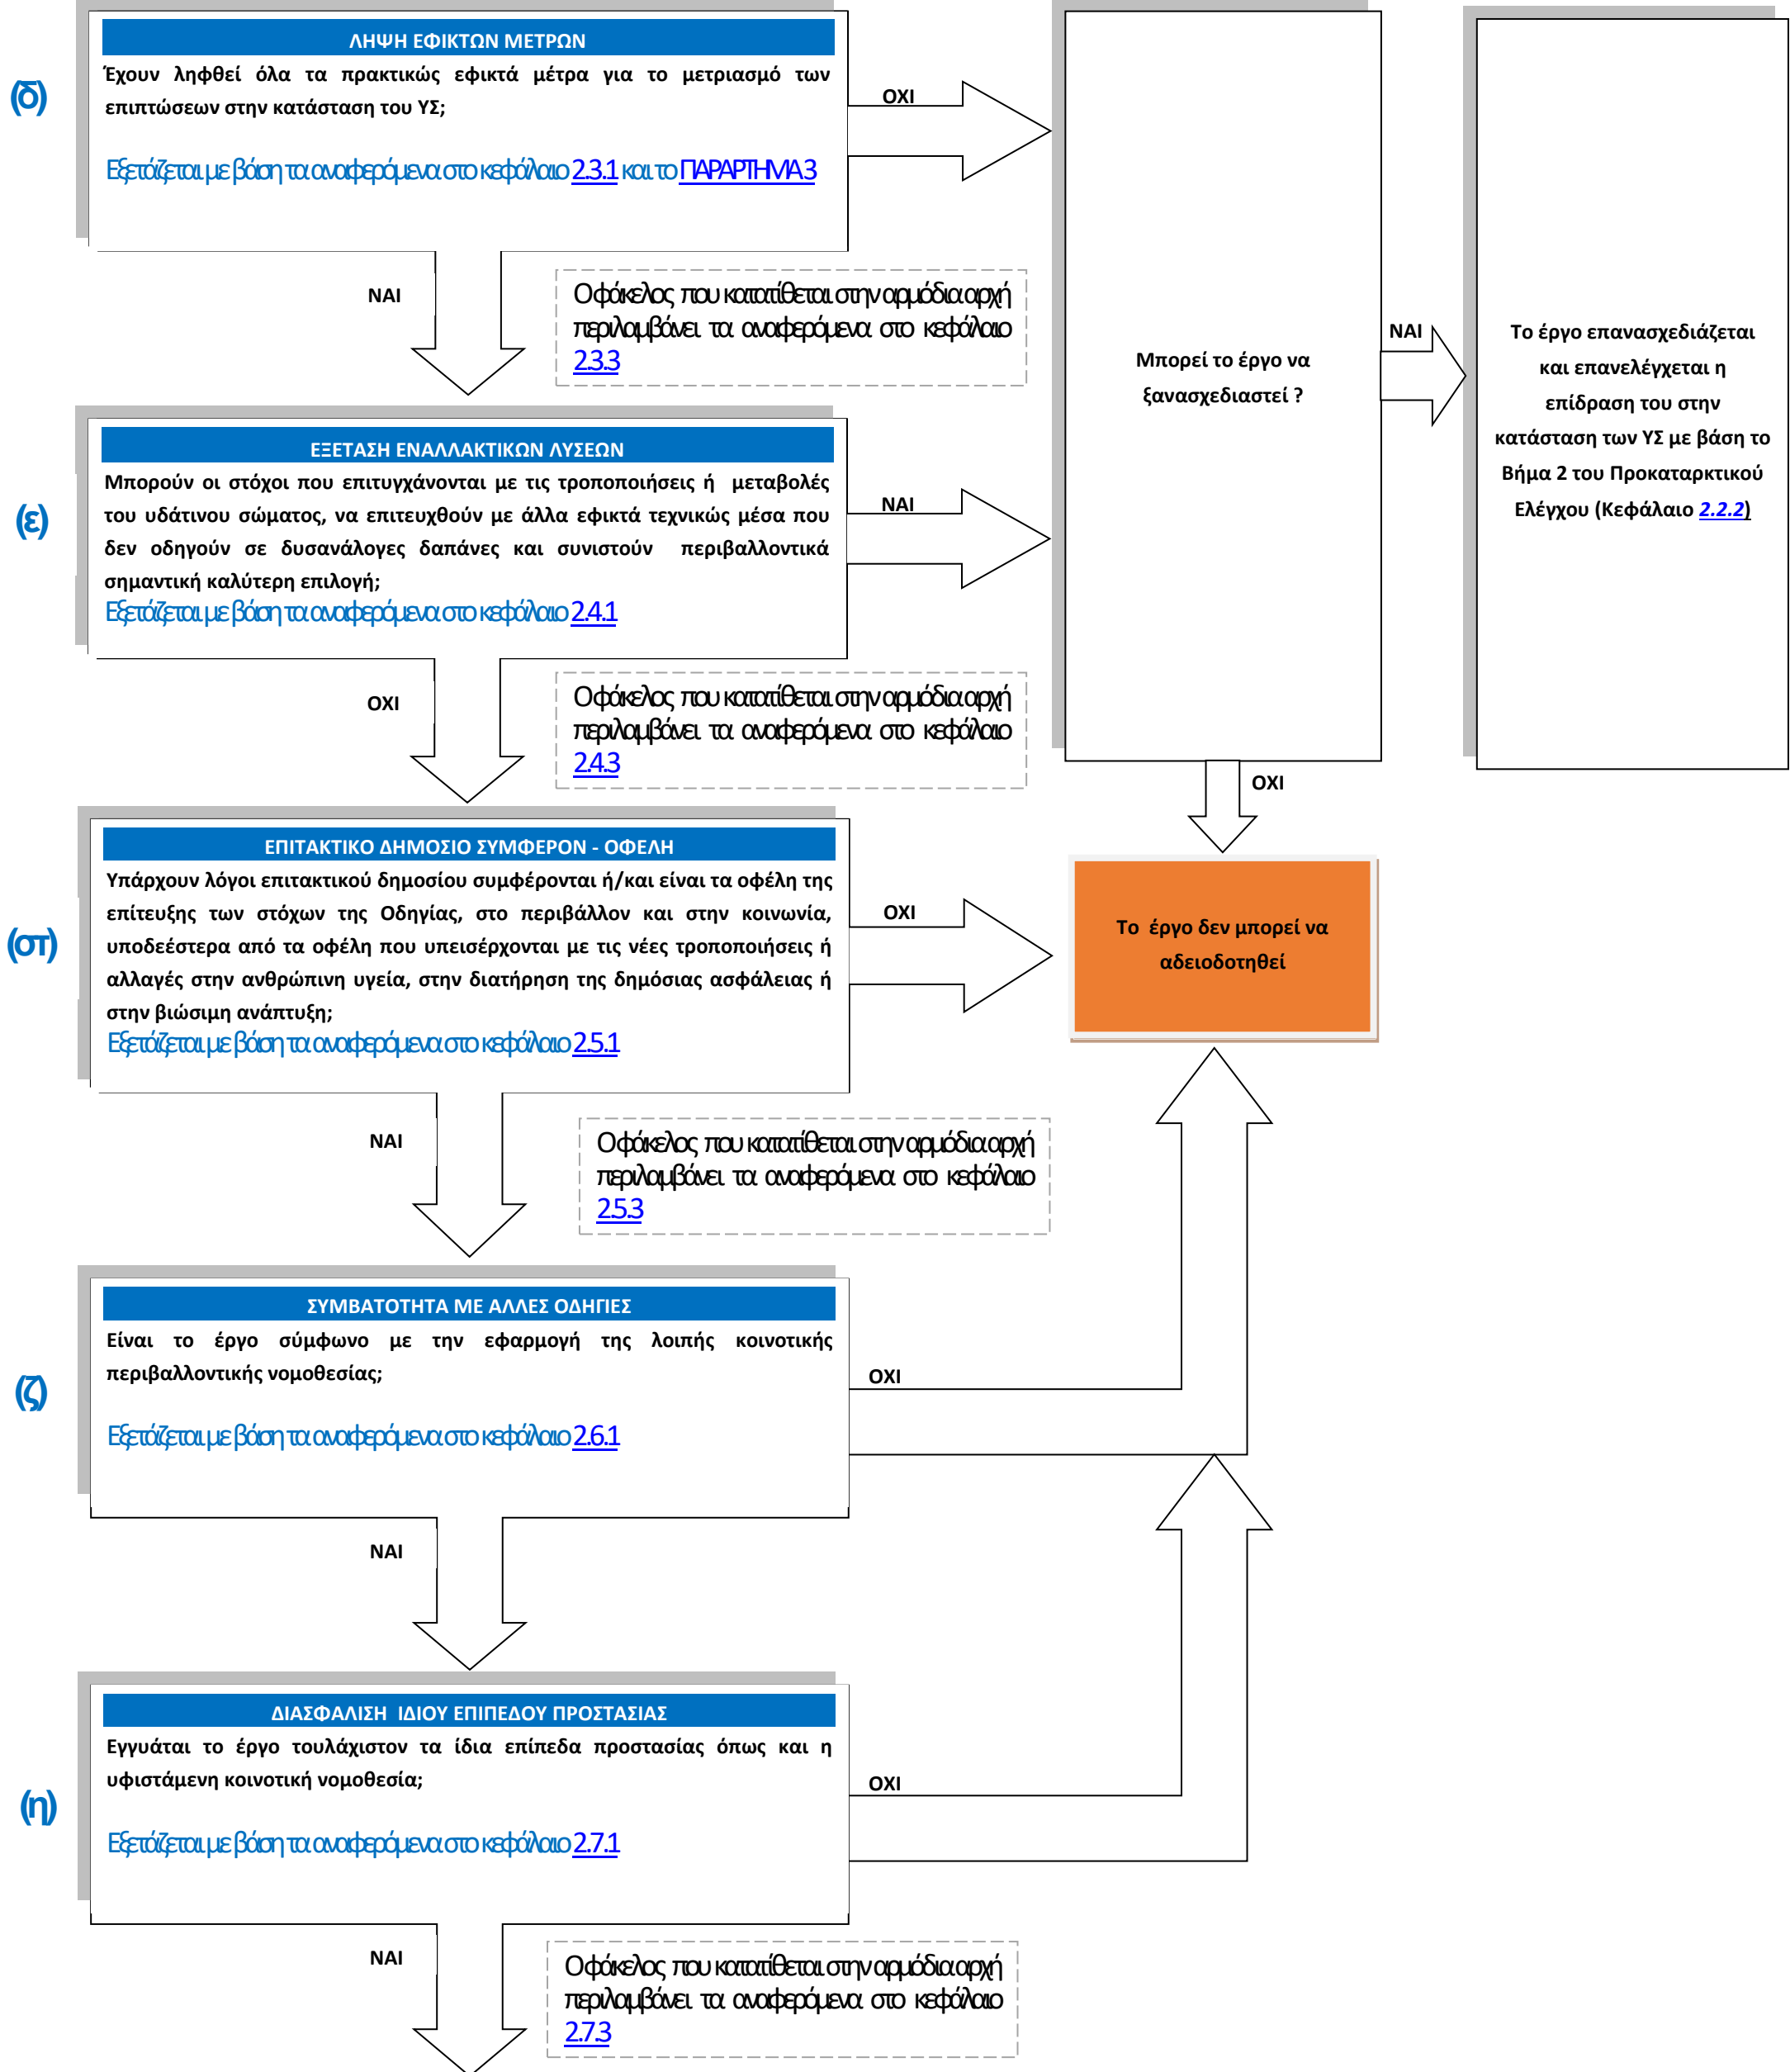 (δ)
ΛΗΨΗ ΕΦΙΚΤΩΝ ΜΕΤΡΩΝ
Έχουν ληφθεί όλα τα πρακτικώς εφικτά μέτρα για το μετριασμό των
επιπτώσεων στην κατάσταση του ΥΣ;
Εξετάζεται με βάση τα αναφερόμενα στο κεφάλαιο 2.3.1 και το ΠΑΡΑΡΤΗΜΑ 3
ΟΧΙ
ΝΑΙ
Ο φάκελος που κατατίθεται στην αρμόδια αρχή
περιλαμβάνει τα αναφερόμενα στο κεφάλαιο
2.3.3
Μπορεί το έργο να
ξανασχεδιαστεί ?
ΝΑΙ
Το έργο επανασχεδιάζεται
και επανελέγχεται η
επίδραση του στην
κατάσταση των ΥΣ με βάση το
Βήμα 2 του Προκαταρκτικού
Ελέγχου (Κεφάλαιο 2.2.2)
(ε)
ΕΞΕΤΑΣΗ ΕΝΑΛΛΑΚΤΙΚΩΝ ΛΥΣΕΩΝ
Μπορούν οι στόχοι που επιτυγχάνονται με τις τροποποιήσεις ή μεταβολές
του υδάτινου σώματος, να επιτευχθούν με άλλα εφικτά τεχνικώς μέσα που
δεν οδηγούν σε δυσανάλογες δαπάνες και συνιστούν περιβαλλοντικά
σημαντική καλύτερη επιλογή;
Εξετάζεται με βάση τα αναφερόμενα στο κεφάλαιο 2.4.1
ΝΑΙ
ΟΧΙ
Ο φάκελος που κατατίθεται στην αρμόδια αρχή
περιλαμβάνει τα αναφερόμενα στο κεφάλαιο
2.4.3
ΟΧΙ
(στ)
ΕΠΙΤΑΚΤΙΚΟ ΔΗΜΟΣΙΟ ΣΥΜΦΕΡΟΝ - ΟΦΕΛΗ
Υπάρχουν λόγοι επιτακτικού δημοσίου συμφέρονται ή/και είναι τα οφέλη της
επίτευξης των στόχων της Οδηγίας, στο περιβάλλον και στην κοινωνία,
υποδεέστερα από τα οφέλη που υπεισέρχονται με τις νέες τροποποιήσεις ή
αλλαγές στην ανθρώπινη υγεία, στην διατήρηση της δημόσιας ασφάλειας ή
στην βιώσιμη ανάπτυξη;
Εξετάζεται με βάση τα αναφερόμενα στο κεφάλαιο 2.5.1
ΟΧΙ
Το έργο δεν μπορεί να
αδειοδοτηθεί
ΝΑΙ
Ο φάκελος που κατατίθεται στην αρμόδια αρχή
περιλαμβάνει τα αναφερόμενα στο κεφάλαιο
2.5.3
(ζ)
ΣΥΜΒΑΤΟΤΗΤΑ ΜΕ ΑΛΛΕΣ ΟΔΗΓΙΕΣ
Είναι το έργο σύμφωνο με την εφαρμογή της λοιπής κοινοτικής
περιβαλλοντικής νομοθεσίας;
Εξετάζεται με βάση τα αναφερόμενα στο κεφάλαιο 2.6.1
ΟΧΙ
ΝΑΙ
(η)
ΔΙΑΣΦΑΛΙΣΗ ΙΔΙΟΥ ΕΠΙΠΕΔΟΥ ΠΡΟΣΤΑΣΙΑΣ
Εγγυάται το έργο τουλάχιστον τα ίδια επίπεδα προστασίας όπως και η
υφιστάμενη κοινοτική νομοθεσία;
Εξετάζεται με βάση τα αναφερόμενα στο κεφάλαιο 2.7.1
ΟΧΙ
ΝΑΙ
Ο φάκελος που κατατίθεται στην αρμόδια αρχή
περιλαμβάνει τα αναφερόμενα στο κεφάλαιο
2.7.3